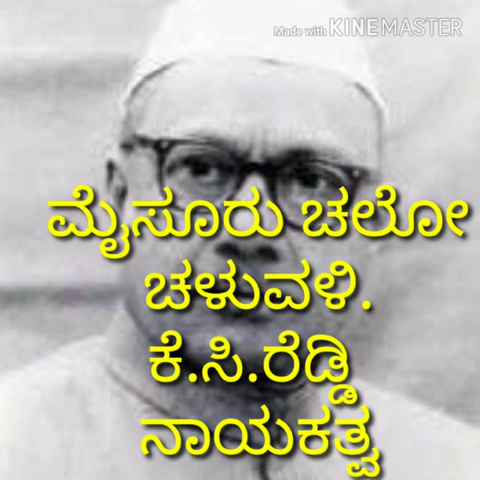 Made with KINEMASTER
ಮೈಸೂರು ಚಲೋ
ಚಳುವಳಿ.
ಕೆ.ಸಿ.ರೆಡ್ಡಿ
ನಾಯಕತ್ವ